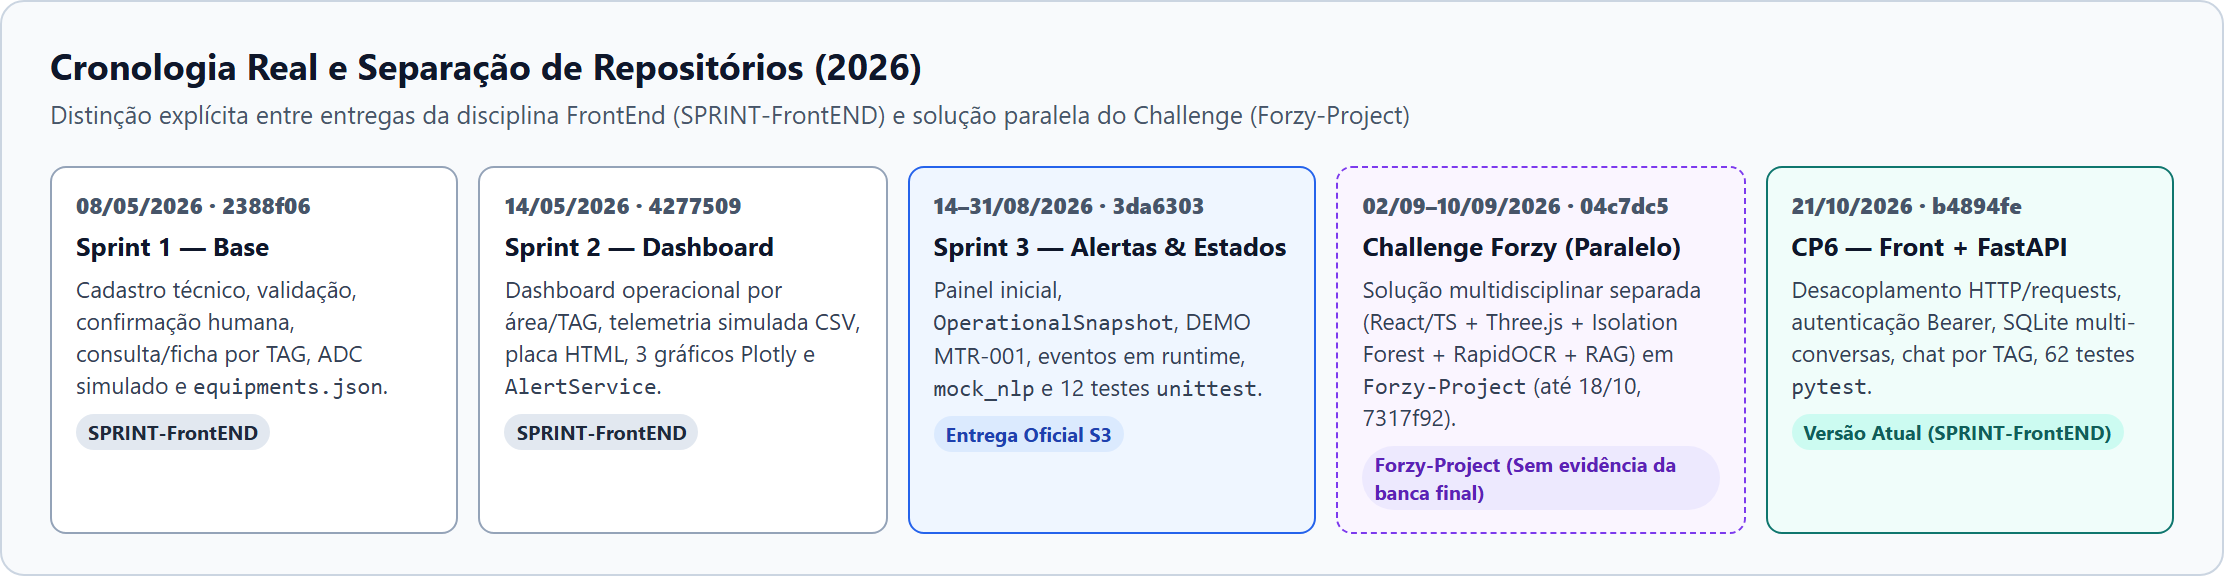 Cronologia Real e Separação de Repositórios (2026)
Distinção explícita entre entregas da disciplina FrontEnd (SPRINT-FrontEND) e solução paralela do Challenge (Forzy-Project)
08/05/2026 · 2388f06
Sprint 1 — Base
Cadastro técnico, validação,
confirmação humana,
consulta/ficha por TAG, ADC
simulado e equipments.json.
SPRINT-FrontEND
14/05/2026 · 4277509
Sprint 2 — Dashboard
Dashboard operacional por
área/TAG, telemetria simulada CSV,
placa HTML, 3 gráficos Plotly e
AlertService.
SPRINT-FrontEND
14–31/08/2026 · 3da6303
Sprint 3 — Alertas & Estados
Painel inicial,
OperationalSnapshot, DEMO
MTR-001, eventos em runtime,
mock_nlp e 12 testes unittest.
Entrega Oficial S3
02/09–10/09/2026 · 04c7dc5
Challenge Forzy (Paralelo)
Solução multidisciplinar separada
(React/TS + Three.js + Isolation
Forest + RapidOCR + RAG) em
Forzy-Project (até 18/10,
7317f92).
Forzy-Project (Sem evidência da
banca final)
21/10/2026 · b4894fe
CP6 — Front + FastAPI
Desacoplamento HTTP/requests,
autenticação Bearer, SQLite multi-
conversas, chat por TAG, 62 testes
pytest.
Versão Atual (SPRINT-FrontEND)